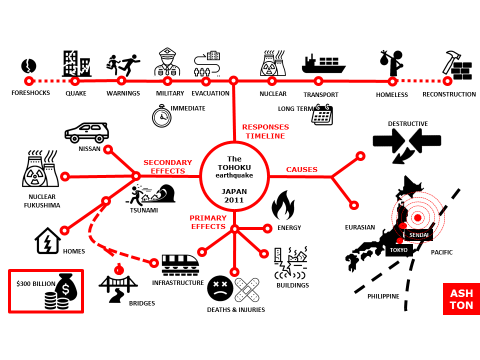 FORESHOCKS
QUAKE
WARNINGS
MILITARY
EVACUATION
NUCLEAR
TRANSPORT
HOMELESS
RECONSTRUCTION
IMMEDIATE
LONG TERM
RESPONSES
TIMELINE
DESTRUCTIVE
NISSAN
SECONDARY
EFFECTS
The
TOHOKU
earthquake
JAPAN
2011
CAUSES
NUCLEAR
FUKUSHIMA
TSUNAMI
PRIMARY
EFFECTS
ENERGY
EURASIAN
SENDAI
TOKYO
PACIFIC
HOMES
$300 BILLION
$
BRIDGES
INFRASTRUCTURE
DEATHS & INJURIES
BUILDINGS
PHILIPPINE
ASH
TON